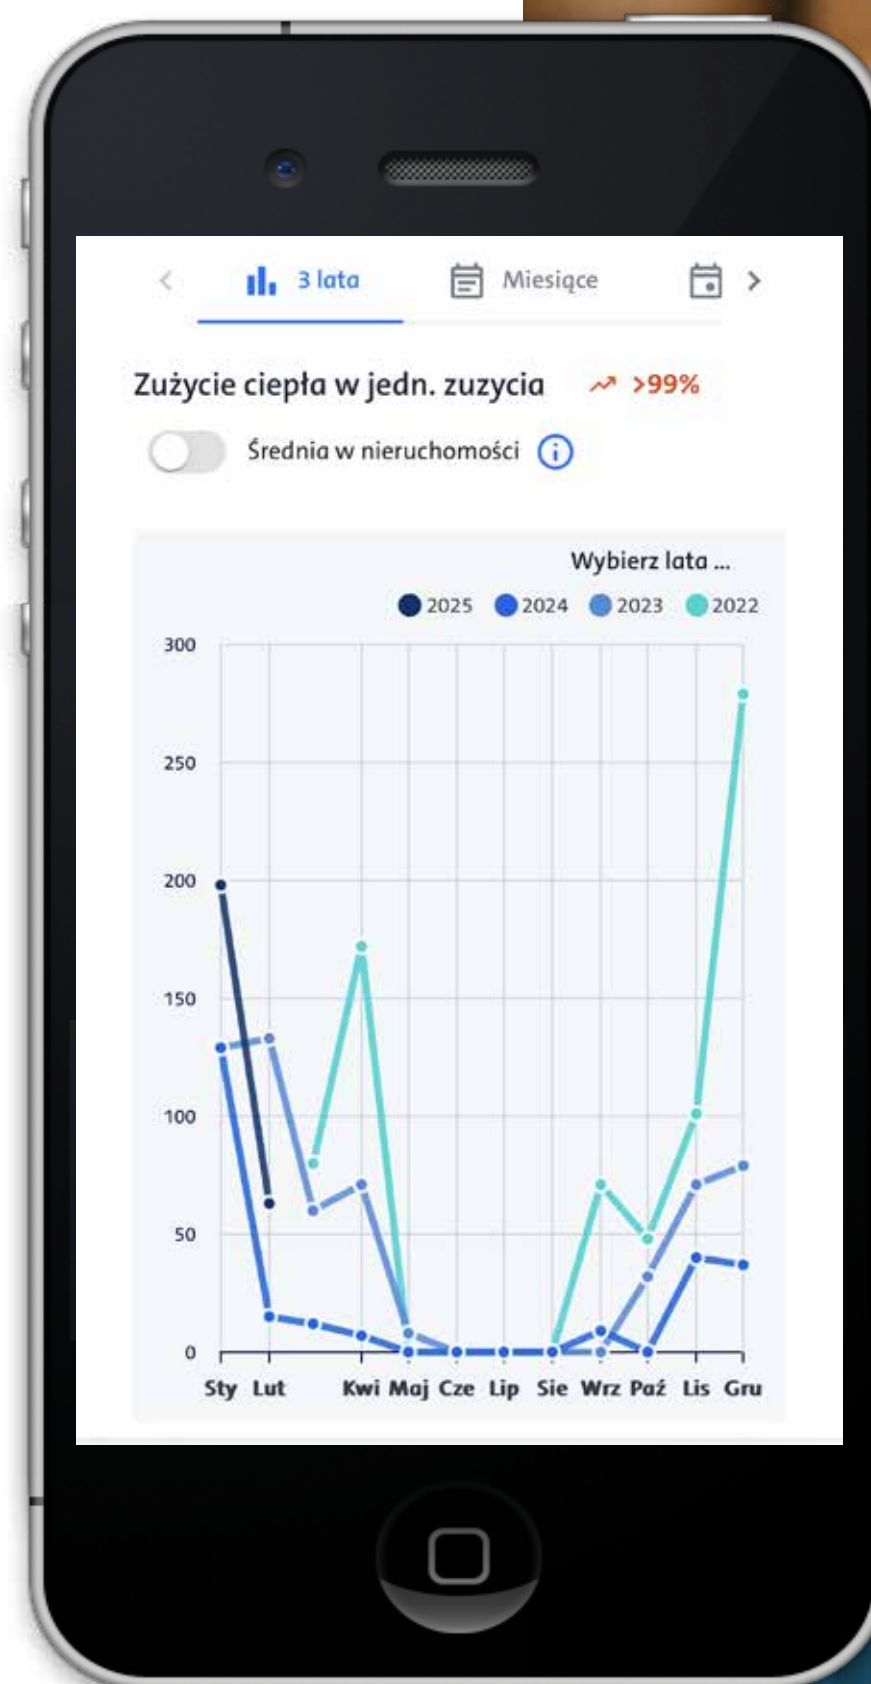 3 lata Miesiące
Zużycie ciepła w jedn. zuzycia >99%
Średnia w nieruchomości
Wybierz lata ...
2025 2024 2023 2022
300
250
200
150
100
50
0
Sty Lut Kwi Maj Cze Lip Sie Wrz Paź Lis Gru